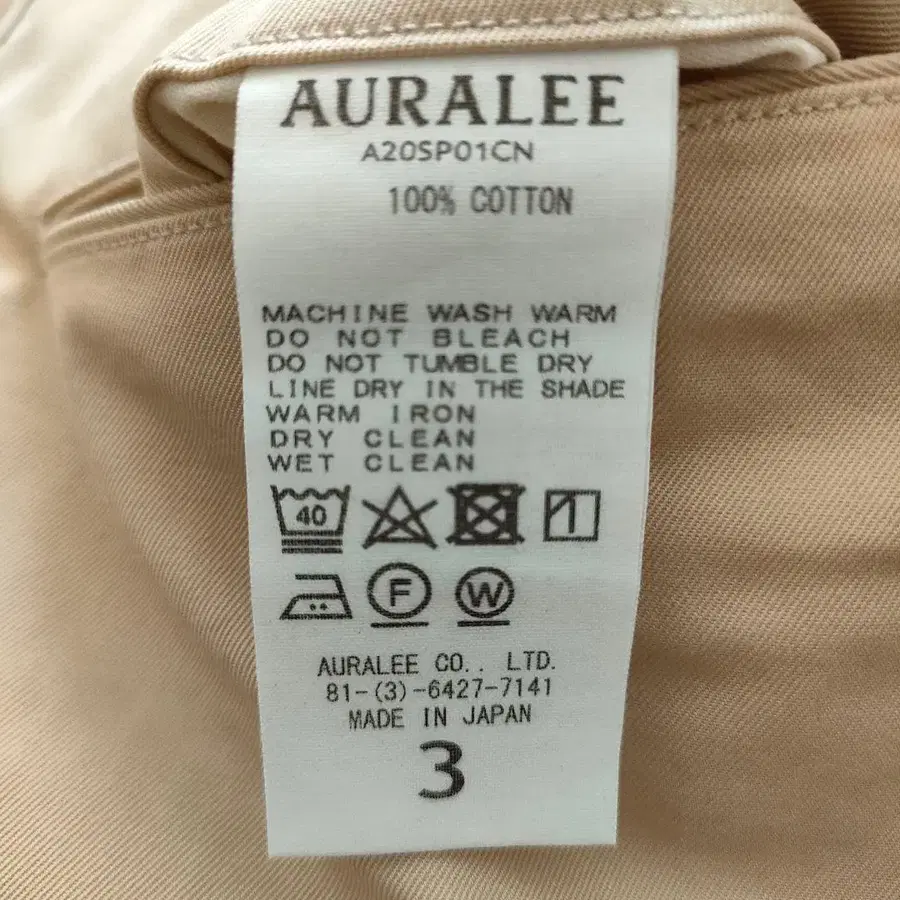 AURALEE
A20SP01CN
100% COTTON
MACHINE WASH WARM
DO NOT BLEACH
DO NOT TUMBLE DRY
LINE DRY IN THE SHADE
WARM IRON
DRY CLEAN
WET CLEAN
40
F W
AURALEE CO., LTD.
81-(3)-6427-7141
MADE IN JAPAN
3